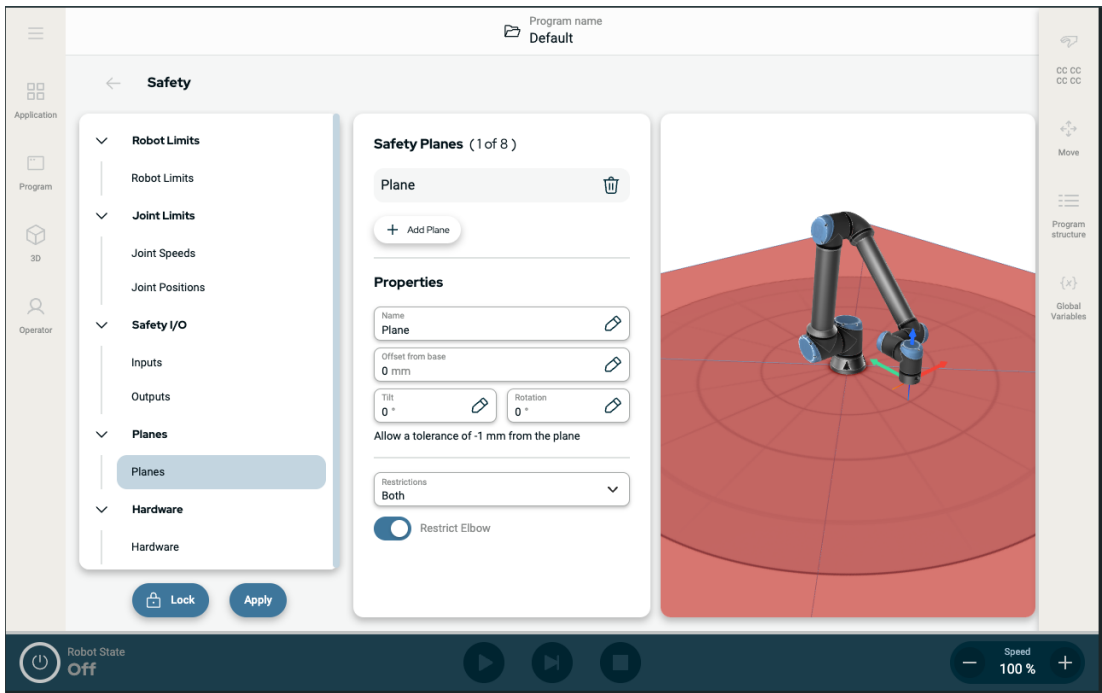 Program name
Default
Application
Program
3D
Operator
Safety
Robot Limits
Robot Limits
Joint Limits
Joint Speeds
Joint Positions
Safety I/O
Inputs
Outputs
Planes
Planes
Hardware
Hardware
Lock
Apply
Safety Planes (1 of 8)
Plane
Add Plane
Properties
Name
Plane
Offset from base
0 mm
Tilt
0 °
Rotation
0 °
Allow a tolerance of -1 mm from the plane
Restrictions
Both
Restrict Elbow
CC CC
CC CC
Move
Program
structure
{x}
Global
Variables
Robot State
Off
Speed
100 %